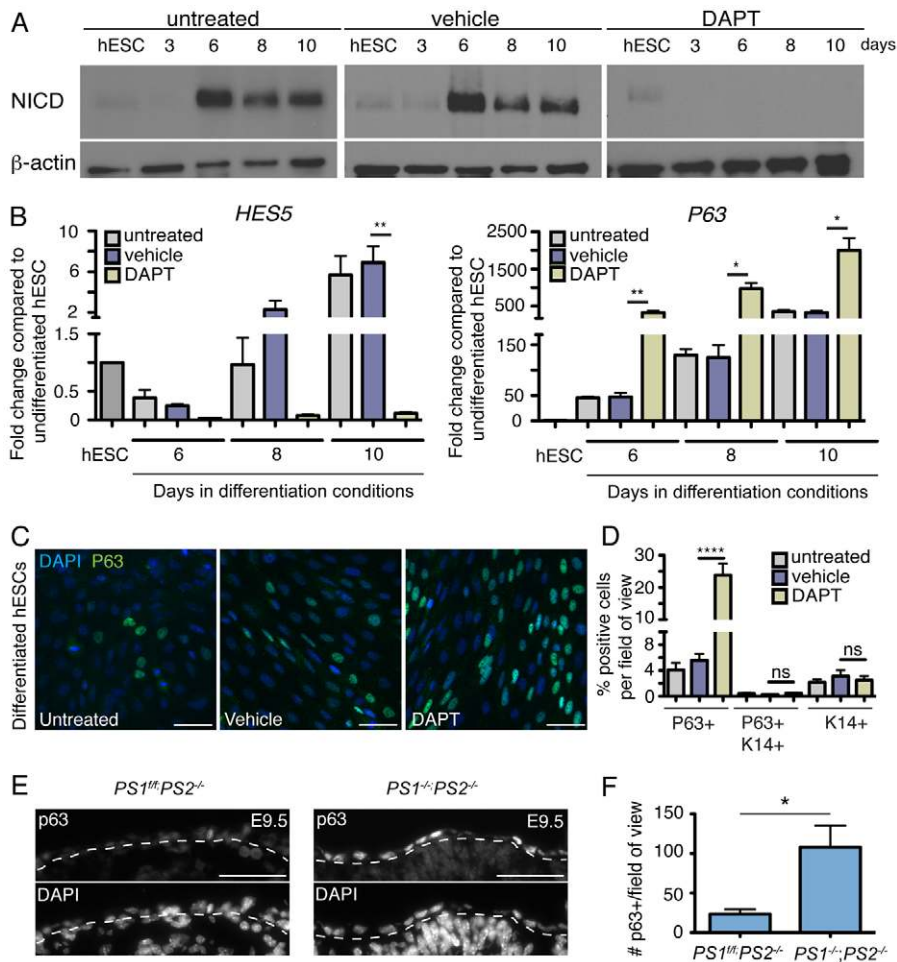 A
untreated vehicle DAPT
hESC 3 6 8 10 hESC 3 6 8 10 hESC 3 6 8 10 days
NICD
β-actin
B
HES5
Fold change compared to
undifferentiated hESC
10
6
2
1.0
0.5
0
untreated
vehicle
DAPT
**
hESC 6 8 10
Days in differentiation conditions
P63
Fold change compared to
undifferentiated hESC
2500
1500
500
150
50
0
untreated
vehicle
DAPT
** * *
hESC 6 8 10
Days in differentiation conditions
C
Differentiated hESCs
DAPI P63
Untreated Vehicle DAPT
D
% positive cells
per field of view
30
20
10
8
4
0
****
ns
ns
untreated
vehicle
DAPT
P63+ P63+ K14+
K14+
E
PS1f/f;PS2-/- PS1-/-;PS2-/-
p63 E9.5 p63 E9.5
DAPI DAPI
F
# p63+/field of view
150
100
50
0
*
PS1f/f;PS2-/- PS1-/-;PS2-/-